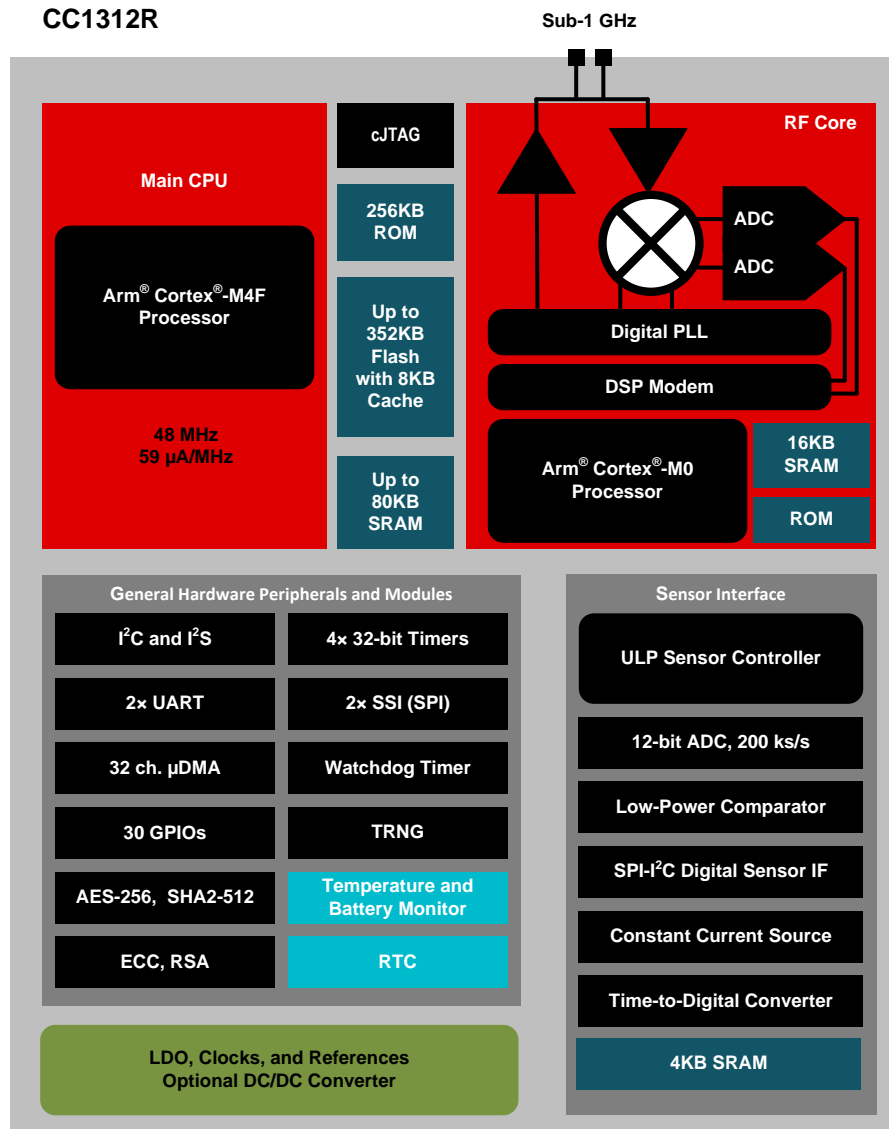 CC1312R
Sub-1 GHz
Main CPU
Arm® Cortex®-M4F
Processor
48 MHz
59 µA/MHz
cJTAG
256KB
ROM
Up to
352KB
Flash
with 8KB
Cache
Up to
80KB
SRAM
RF Core
ADC
ADC
Digital PLL
DSP Modem
Arm® Cortex®-M0
Processor
16KB
SRAM
ROM
General Hardware Peripherals and Modules
I²C and I²S
4× 32-bit Timers
2× UART
2× SSI (SPI)
32 ch. µDMA
Watchdog Timer
30 GPIOs
TRNG
AES-256, SHA2-512
Temperature and
Battery Monitor
ECC, RSA
RTC
LDO, Clocks, and References
Optional DC/DC Converter
Sensor Interface
ULP Sensor Controller
12-bit ADC, 200 ks/s
Low-Power Comparator
SPI-I²C Digital Sensor IF
Constant Current Source
Time-to-Digital Converter
4KB SRAM